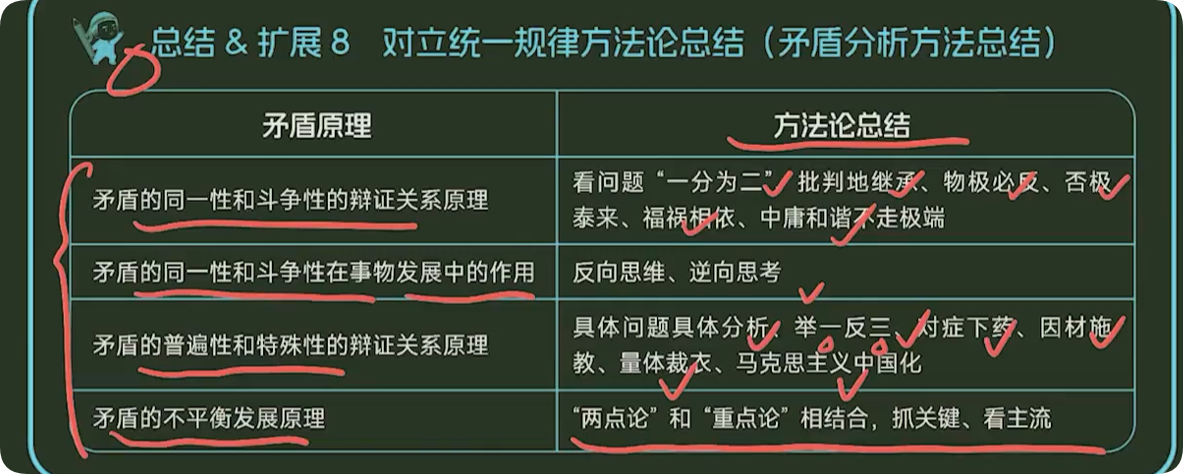 总结 & 扩展 8 对立统一规律方法论总结（矛盾分析方法总结）
矛盾原理
方法论总结
矛盾的同一性和斗争性的辩证关系原理
看问题“一分为二”、批判地继承、物极必反、否极
泰来、福祸相依、中庸和谐不走极端
矛盾的同一性和斗争性在事物发展中的作用
反向思维、逆向思考
矛盾的普遍性和特殊性的辩证关系原理
具体问题具体分析、举一反三、对症下药、因材施
教、量体裁衣、马克思主义中国化
矛盾的不平衡发展原理
“两点论”和“重点论”相结合，抓关键、看主流